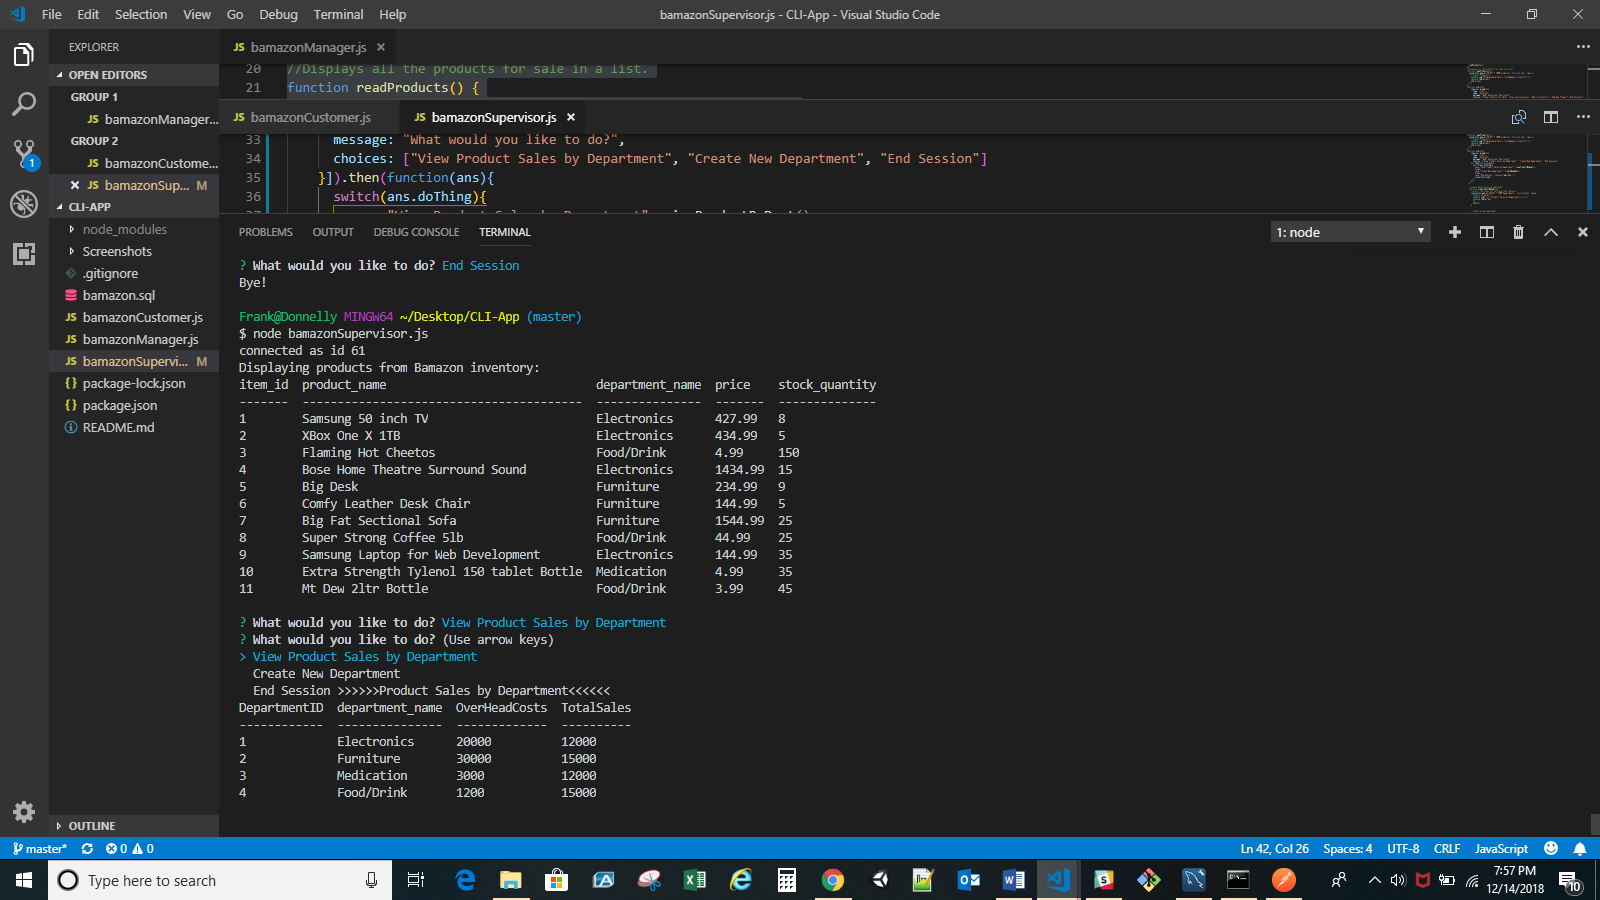 File Edit Selection View Go Debug Terminal Help
bamazonSupervisor.js - CLI-App - Visual Studio Code
EXPLORER
OPEN EDITORS
GROUP 1
JS bamazonManager...
GROUP 2
JS bamazonCustome...
JS bamazonSup... M
CLI-APP
node_modules
Screenshots
.gitignore
bamazon.sql
JS bamazonCustomer.js
JS bamazonManager.js
JS bamazonSupervi... M
{} package-lock.json
{} package.json
README.md
OUTLINE
JS bamazonManager.js
20 //Displays all the products for sale in a list.
21 function readProducts() {
JS bamazonCustomer.js JS bamazonSupervisor.js
33 message: "What would you like to do?",
34 choices: ["View Product Sales by Department", "Create New Department", "End Session"]
35 }]).then(function(ans){
36 switch(ans.doThing){
PROBLEMS OUTPUT DEBUG CONSOLE TERMINAL
1: node
? What would you like to do? End Session
Bye!
Frank@Donnelly MINGW64 ~/Desktop/CLI-App (master)
$ node bamazonSupervisor.js
connected as id 61
Displaying products from Bamazon inventory:
item_id product_name department_name price stock_quantity
------- ---------------------------------------- --------------- ------- --------------
1 Samsung 50 inch TV Electronics 427.99 8
2 XBox One X 1TB Electronics 434.99 5
3 Flaming Hot Cheetos Food/Drink 4.99 150
4 Bose Home Theatre Surround Sound Electronics 1434.99 15
5 Big Desk Furniture 234.99 9
6 Comfy Leather Desk Chair Furniture 144.99 5
7 Big Fat Sectional Sofa Furniture 1544.99 25
8 Super Strong Coffee 5lb Food/Drink 44.99 25
9 Samsung Laptop for Web Development Electronics 144.99 35
10 Extra Strength Tylenol 150 tablet Bottle Medication 4.99 35
11 Mt Dew 2ltr Bottle Food/Drink 3.99 45
? What would you like to do? View Product Sales by Department
? What would you like to do? (Use arrow keys)
> View Product Sales by Department
Create New Department
End Session >>>>>>Product Sales by Department<<<<<<
DepartmentID department_name OverHeadCosts TotalSales
------------ --------------- ------------- ----------
1 Electronics 20000 12000
2 Furniture 30000 15000
3 Medication 3000 12000
4 Food/Drink 1200 15000
master* 0 0
Ln 42, Col 26 Spaces: 4 UTF-8 CRLF JavaScript
Type here to search
7:57 PM
12/14/2018
10